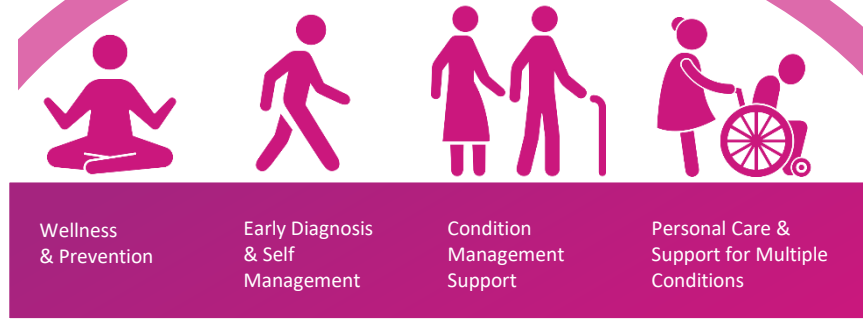 Wellness
& Prevention
Early Diagnosis
& Self
Management
Condition
Management
Support
Personal Care &
Support for Multiple
Conditions